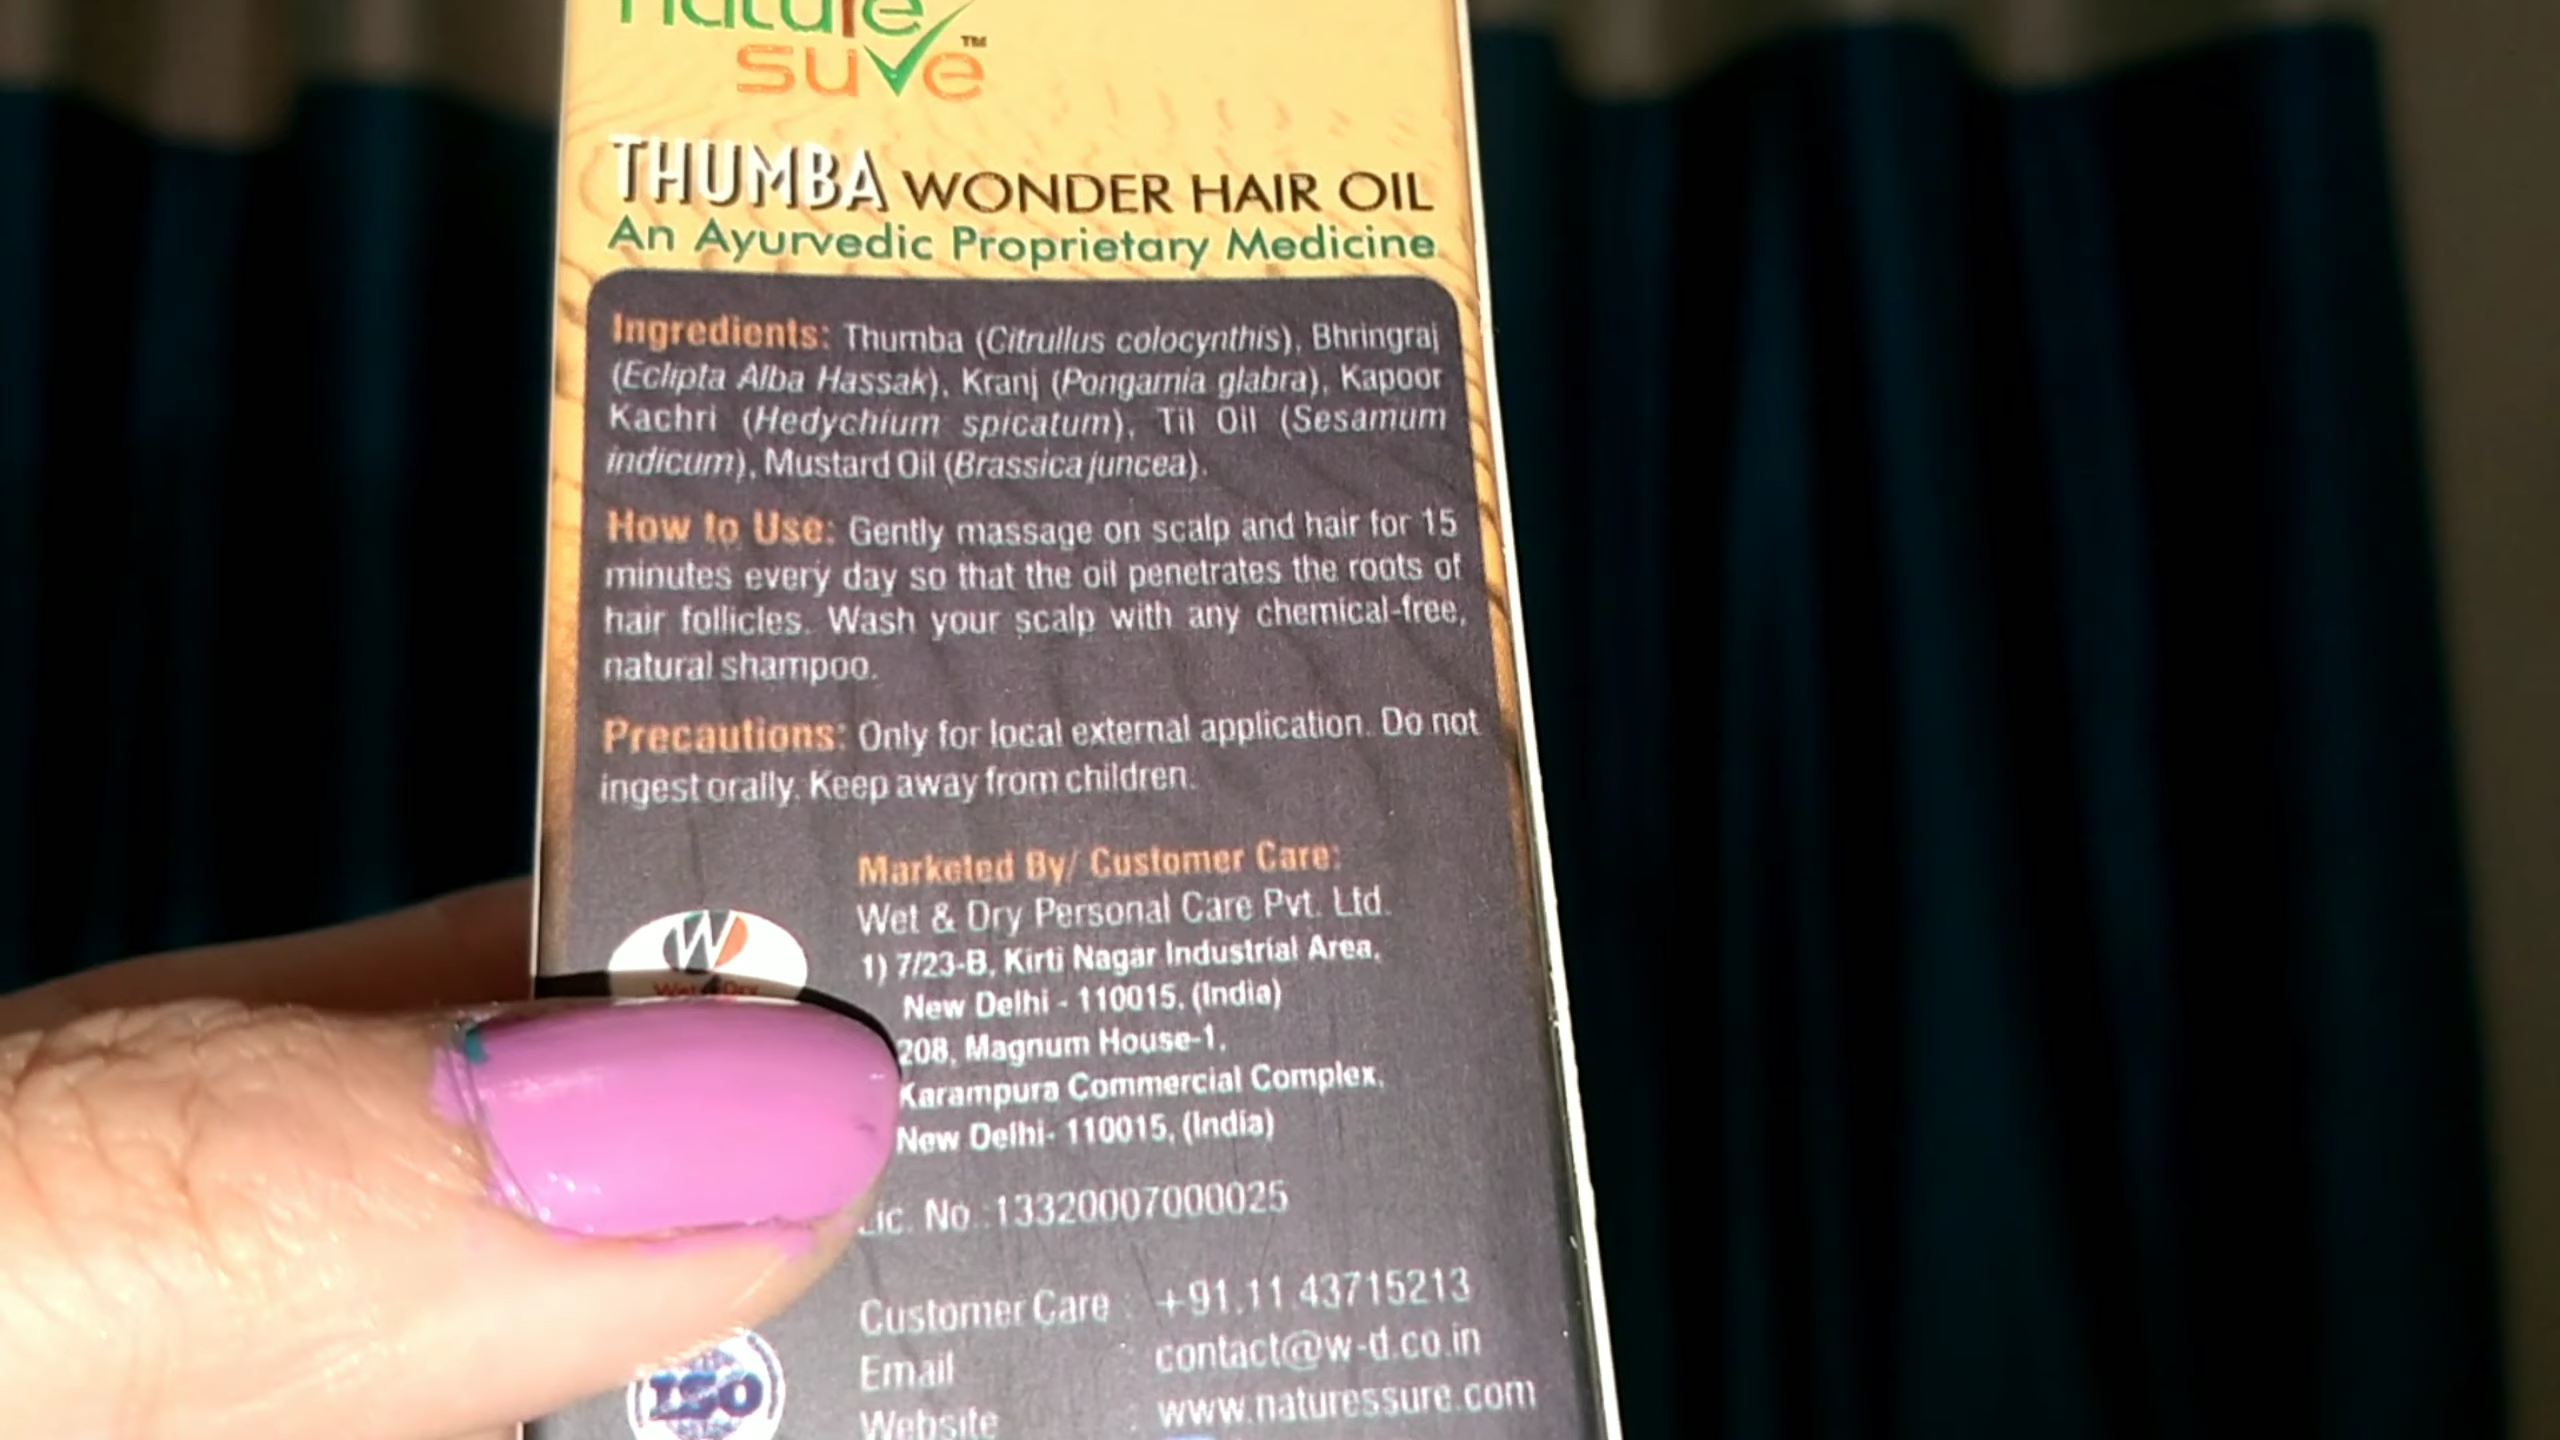 nature
sure™
THUMBA WONDER HAIR OIL
An Ayurvedic Proprietary Medicine
Ingredients: Thumba (Citrullus colocynthis), Bhringraj
(Eclipta Alba Hassak), Kranj (Pongamia glabra), Kapoor
Kachri (Hedychium spicatum), Til Oil (Sesamum
indicum), Mustard Oil (Brassica juncea).
How to Use: Gently massage on scalp and hair for 15
minutes every day so that the oil penetrates the roots of
hair follicles. Wash your scalp with any chemical-free,
natural shampoo.
Precautions: Only for local external application. Do not
ingest orally. Keep away from children.
Marketed By/ Customer Care:
Wet & Dry Personal Care Pvt. Ltd.
1) 7/23-B, Kirti Nagar Industrial Area,
New Delhi - 110015, (India)
208, Magnum House-1,
Karampura Commercial Complex,
New Delhi- 110015, (India)
Lic. No.:13320007000025
Customer Care : +91.11.43715213
Email : contact@w-d.co.in
Website : www.naturessure.com
W
Wet & Dry
ISO